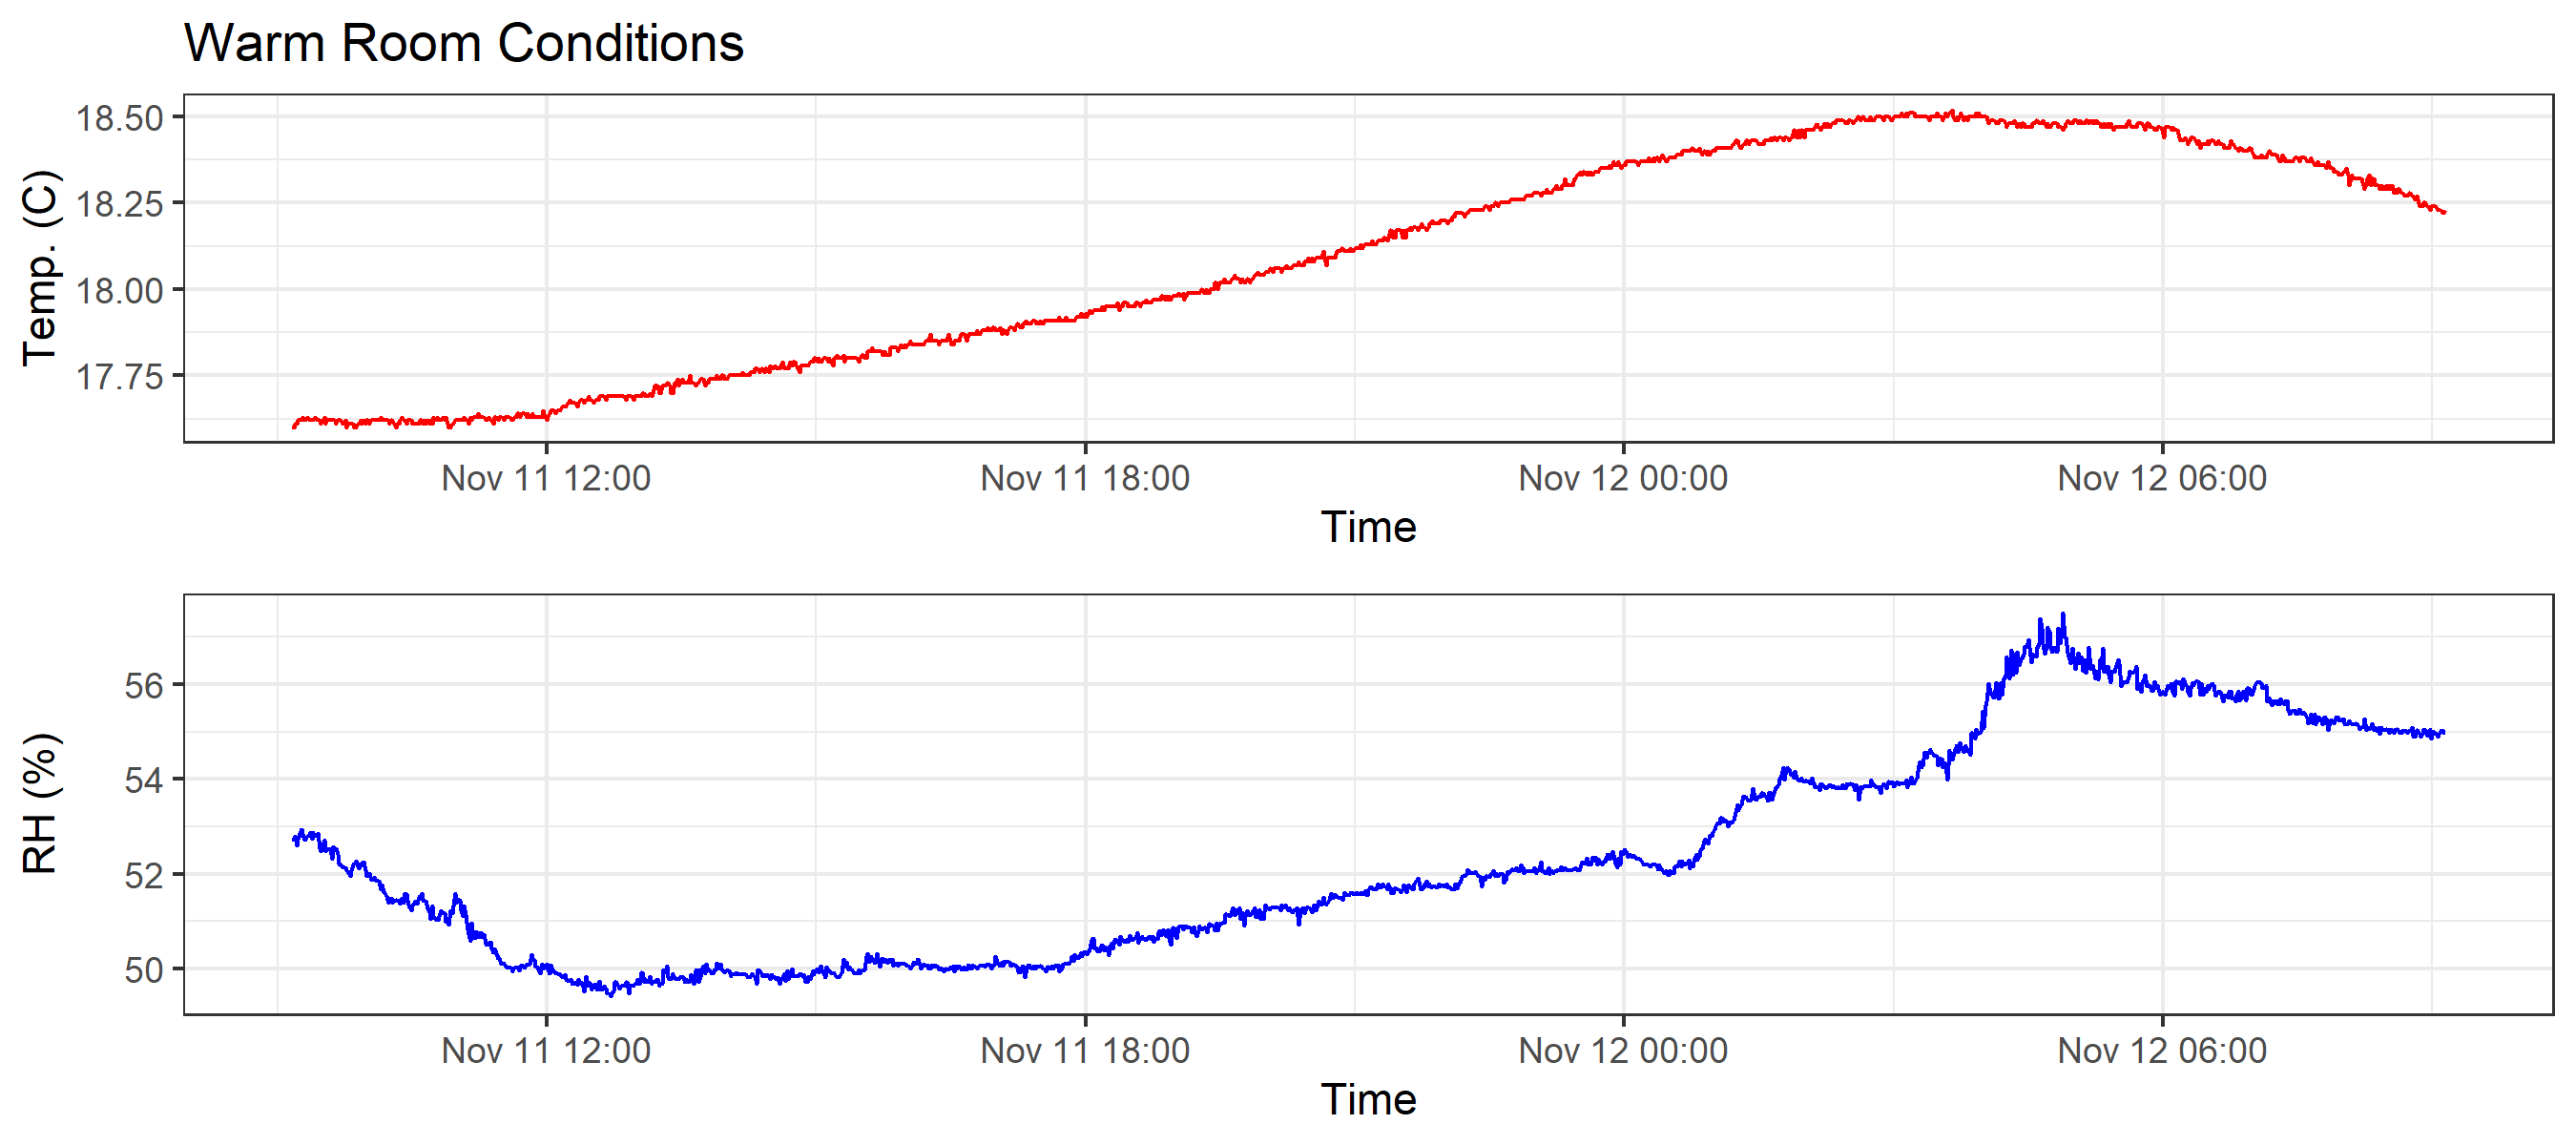 Warm Room Conditions
18.50
18.25
18.00
17.75
Temp. (C)
Nov 11 12:00 Nov 11 18:00 Nov 12 00:00 Nov 12 06:00
Time
56
54
52
50
RH (%)
Nov 11 12:00 Nov 11 18:00 Nov 12 00:00 Nov 12 06:00
Time